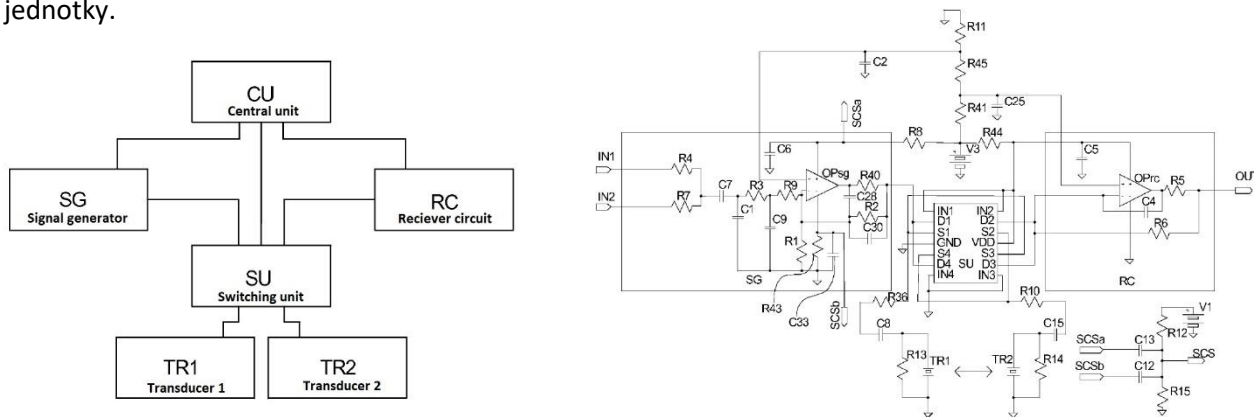 jednotky.
CU
Central unit
SG
Signal generator
RC
Reciever circuit
SU
Switching unit
TR1
Transducer 1
TR2
Transducer 2
R11
C2
R45
SCSa
R41
C25
R8
V3
R44
IN1
R4
C6
C5
OPsg
R40
OPrc
R5
OUT
C7
R3
R9
C28
C4
IN2
R7
R2
R6
C1
C9
C30
R1
IN1 IN2
D1 D2
S1 S2
GND VDD
S4 S3
D4 SU D3
IN4 IN3
SG
RC
R43
C33
SCSb
R36
R10
C8
C15
R13
TR1
TR2
R14
V1
R12
SCSa
C13
SCS
SCSb
C12
R15